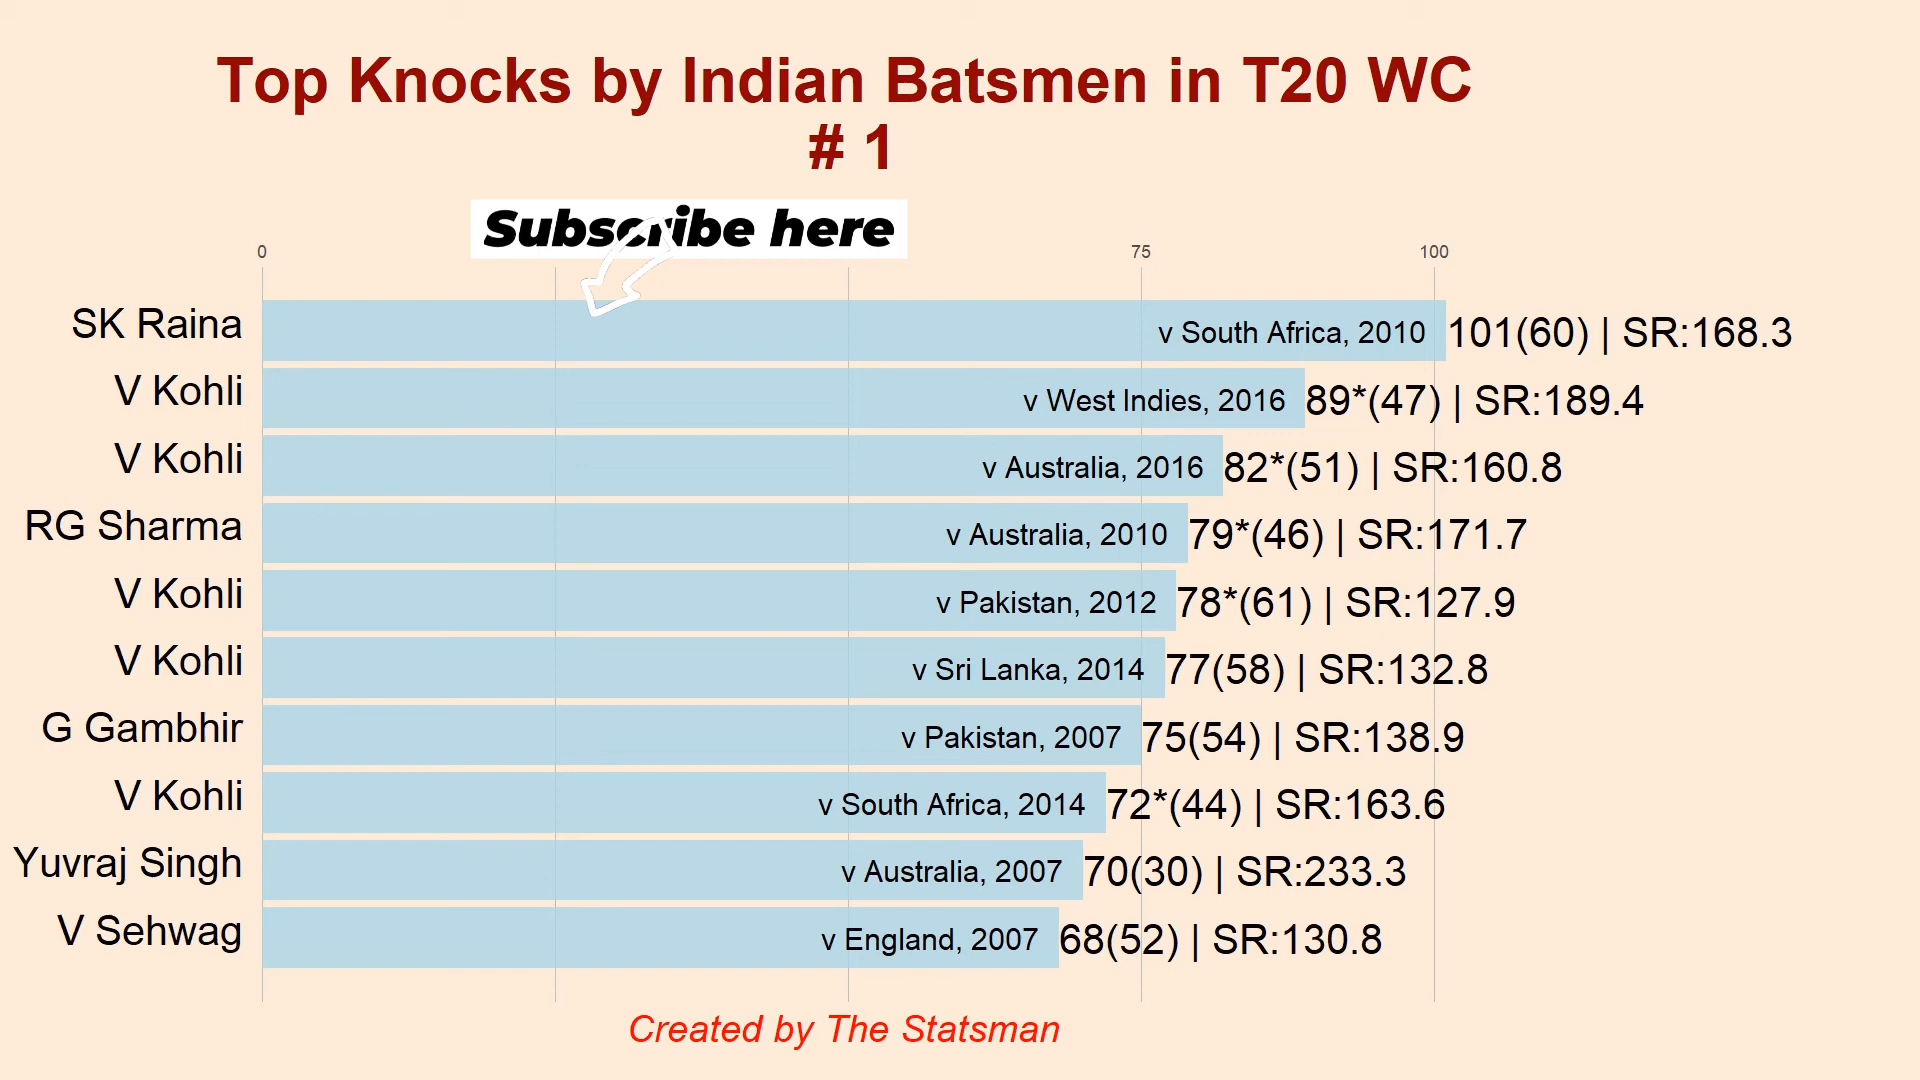 Top Knocks by Indian Batsmen in T20 WC
# 1
Subscribe here
0 75 100
SK Raina v South Africa, 2010 101(60) | SR:168.3
V Kohli v West Indies, 2016 89*(47) | SR:189.4
V Kohli v Australia, 2016 82*(51) | SR:160.8
RG Sharma v Australia, 2010 79*(46) | SR:171.7
V Kohli v Pakistan, 2012 78*(61) | SR:127.9
V Kohli v Sri Lanka, 2014 77(58) | SR:132.8
G Gambhir v Pakistan, 2007 75(54) | SR:138.9
V Kohli v South Africa, 2014 72*(44) | SR:163.6
Yuvraj Singh v Australia, 2007 70(30) | SR:233.3
V Sehwag v England, 2007 68(52) | SR:130.8
Created by The Statsman